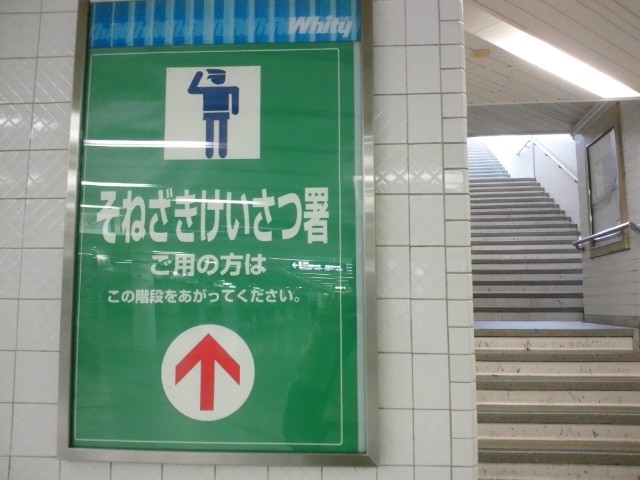 Whity
そねざきけいさつ署
ご用の方は
この階段をあがってください。